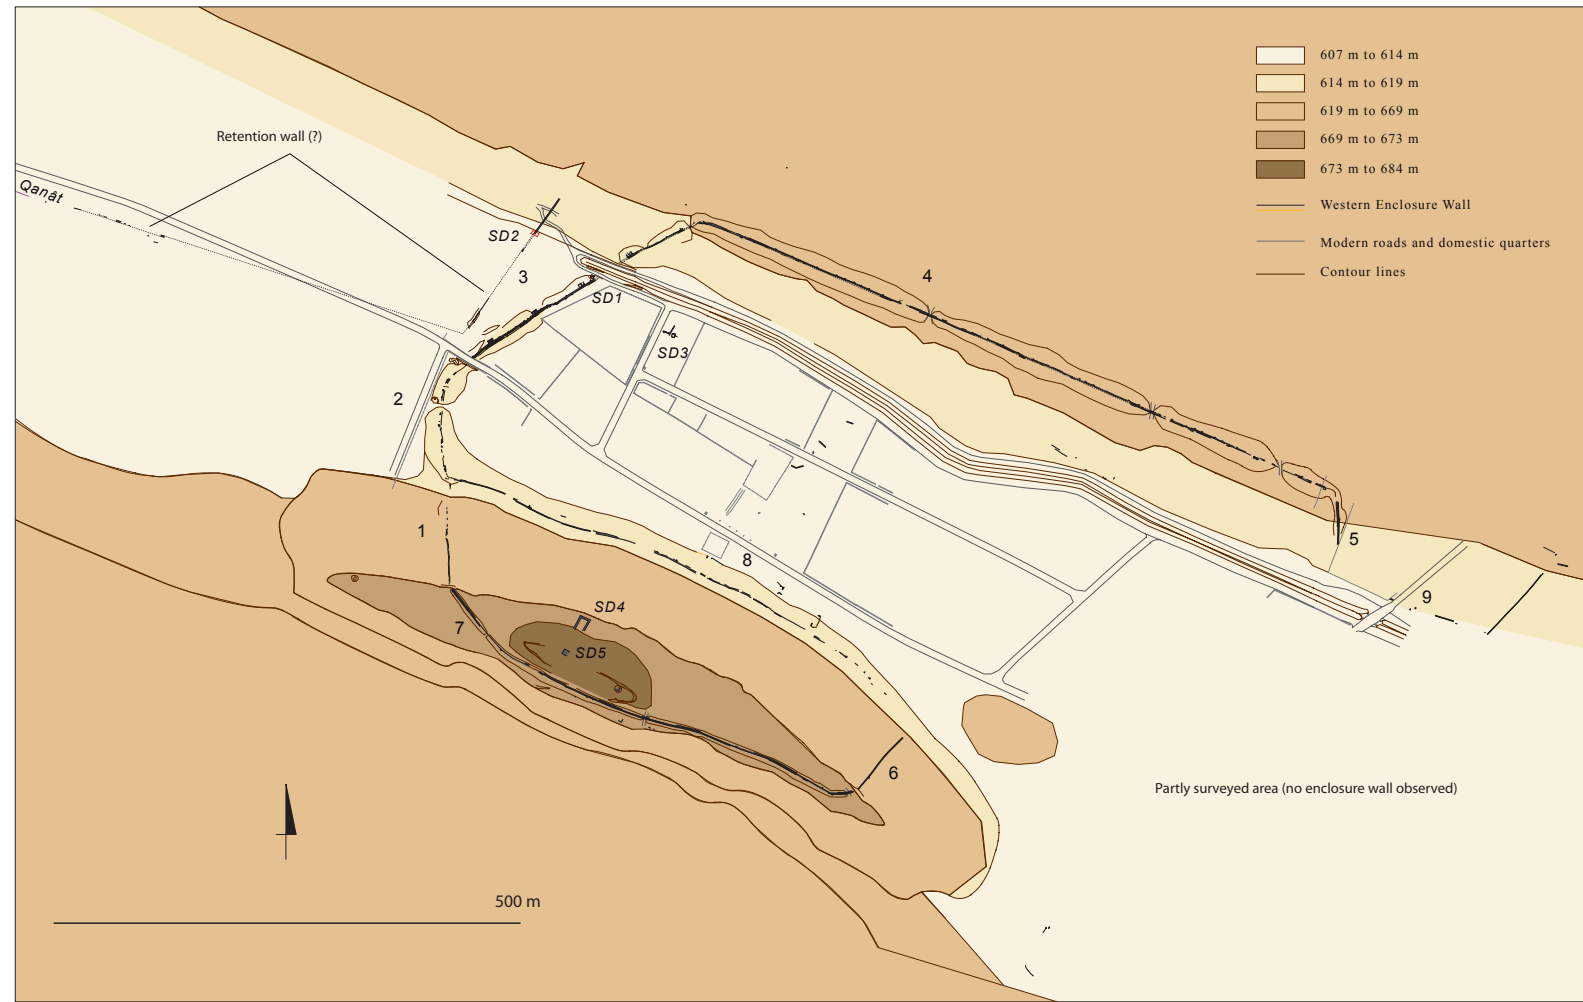 607 m to 614 m
614 m to 619 m
619 m to 669 m
669 m to 673 m
673 m to 684 m
Western Enclosure Wall
Modern roads and domestic quarters
Contour lines
Retention wall (?)
Qanât
SD2
3
4
SD1
SD3
2
1
5
8
9
SD4
7
SD5
6
Partly surveyed area (no enclosure wall observed)
500 m